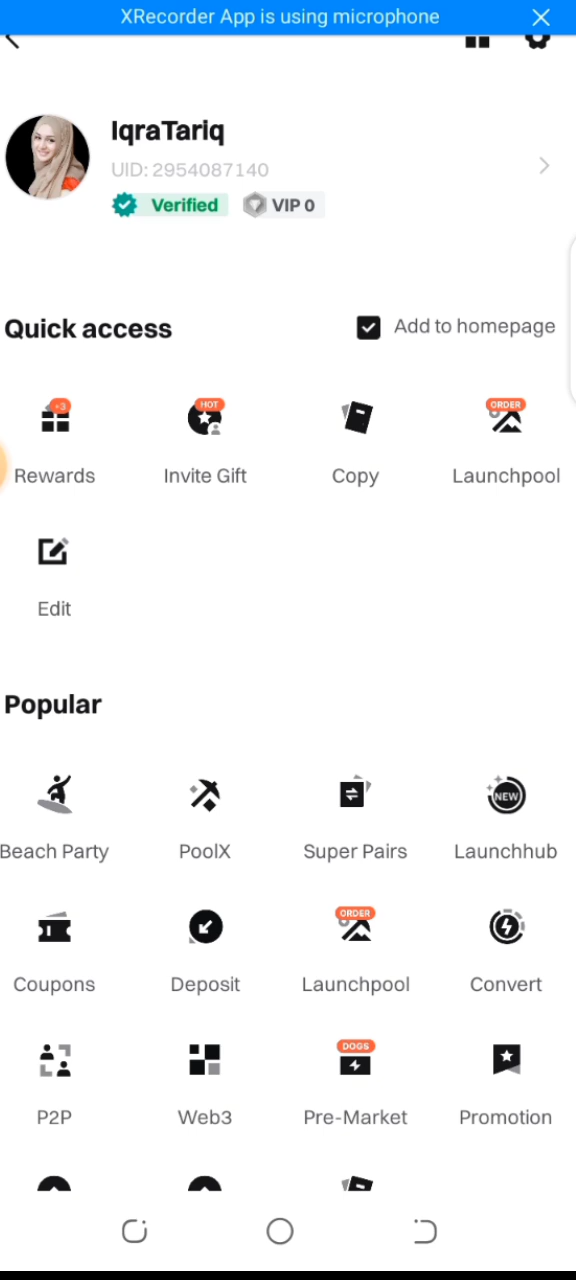 XRecorder App is using microphone
IqraTariq
UID: 2954087140
Verified
VIP 0
Quick access
Add to homepage
+3
HOT
ORDER
Rewards
Invite Gift
Copy
Launchpool
Edit
Popular
NEW
Beach Party
PoolX
Super Pairs
Launchhub
ORDER
Coupons
Deposit
Launchpool
Convert
DOGS
P2P
Web3
Pre-Market
Promotion